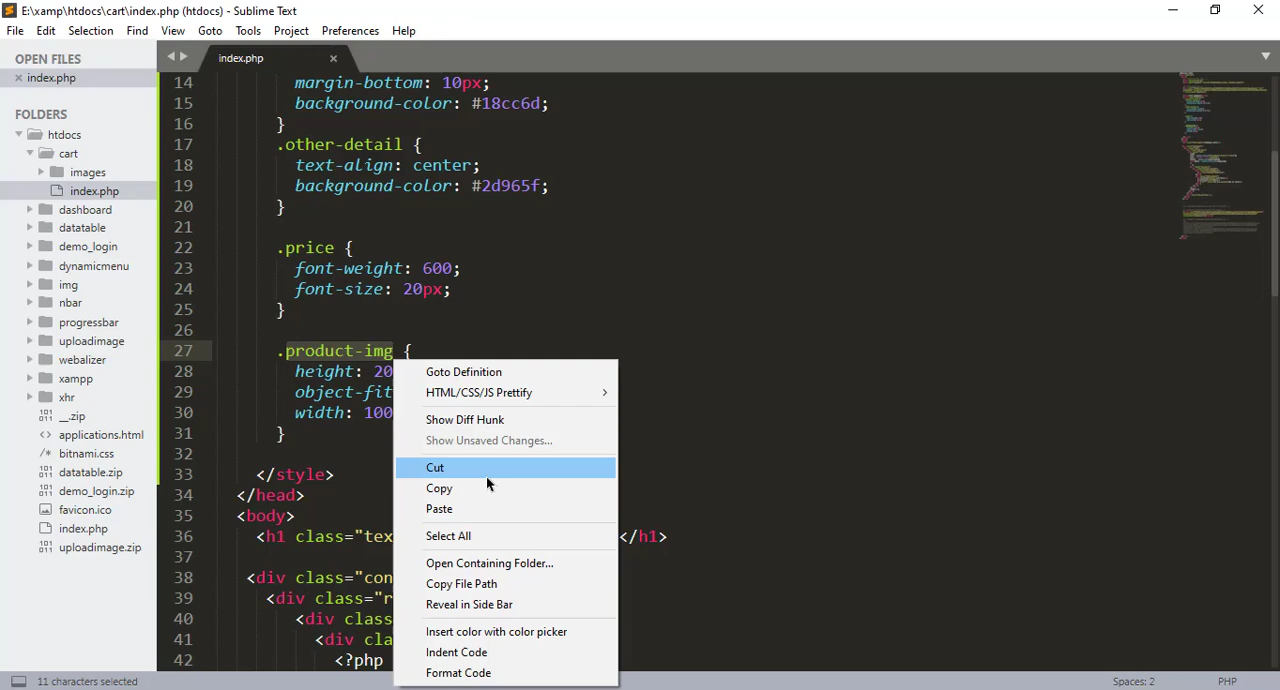 E:\xamp\htdocs\cart\index.php (htdocs) - Sublime Text
File Edit Selection Find View Goto Tools Project Preferences Help
OPEN FILES
× index.php
FOLDERS
htdocs
cart
images
index.php
dashboard
datatable
demo_login
dynamicmenu
img
nbar
progressbar
uploadimage
webalizer
xampp
xhr
__.zip
applications.html
bitnami.css
datatable.zip
demo_login.zip
favicon.ico
index.php
uploadimage.zip
index.php ×
14 margin-bottom: 10px;
15 background-color: #18cc6d;
16 }
17 .other-detail {
18 text-align: center;
19 background-color: #2d965f;
20 }
21
22 .price {
23 font-weight: 600;
24 font-size: 20px;
25 }
26
27 .product-img {
28 height: 20
29 object-fit
30 width: 100
31 }
32
33 </style>
34 </head>
35 <body>
36 <h1 class="tex </h1>
37
38 <div class="con
39 <div class="r
40 <div class
41 <div cla
42 <?php
Goto Definition
HTML/CSS/JS Prettify
Show Diff Hunk
Show Unsaved Changes...
Cut
Copy
Paste
Select All
Open Containing Folder...
Copy File Path
Reveal in Side Bar
Insert color with color picker
Indent Code
Format Code
11 characters selected
Spaces: 2
PHP